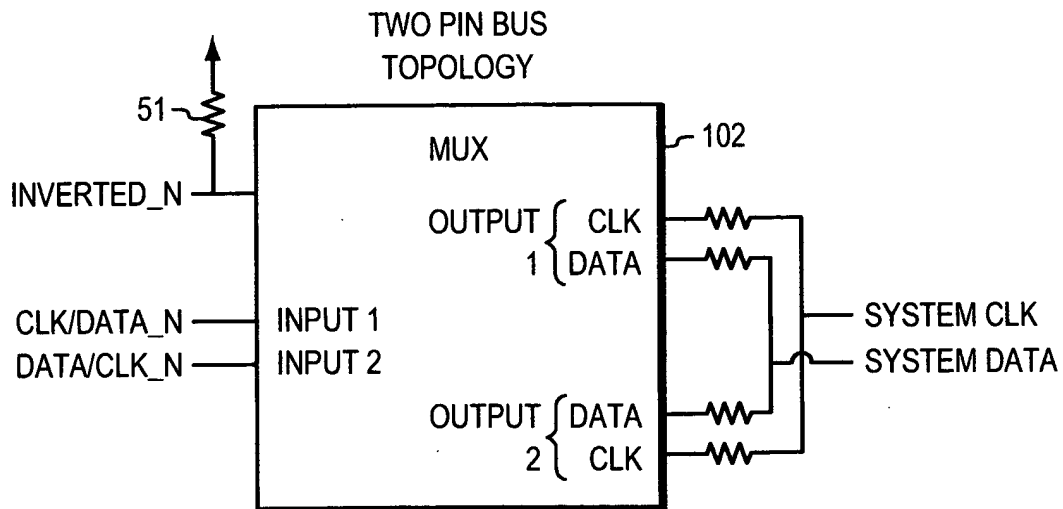 TWO PIN BUS
TOPOLOGY
51
MUX
102
INVERTED_N
OUTPUT 1
CLK
DATA
CLK/DATA_N
INPUT 1
SYSTEM CLK
DATA/CLK_N
INPUT 2
SYSTEM DATA
OUTPUT 2
DATA
CLK